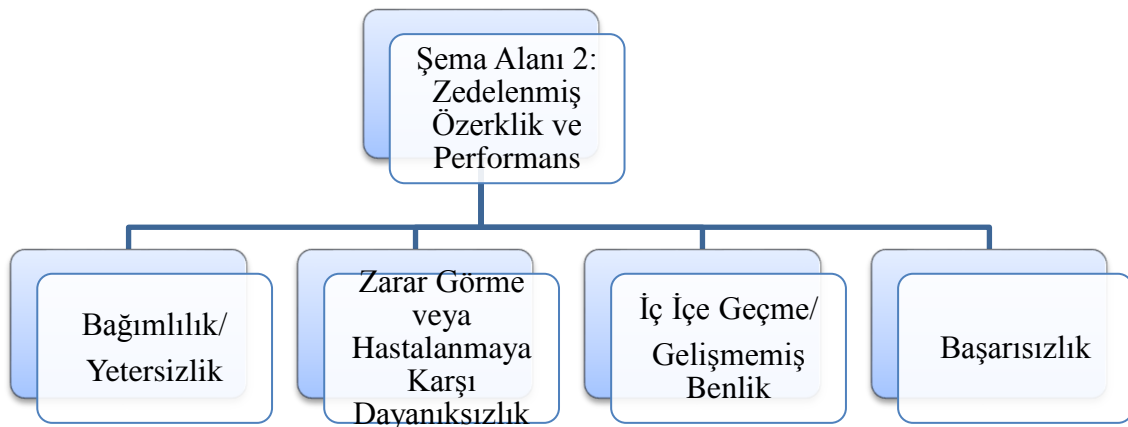 Şema Alanı 2:
Zedelenmiş
Özerklik ve
Performans
Bağımlılık/
Yetersizlik
Zarar Görme
veya
Hastalanmaya
Karşı
Dayanıksızlık
İç İçe Geçme/
Gelişmemiş
Benlik
Başarısızlık